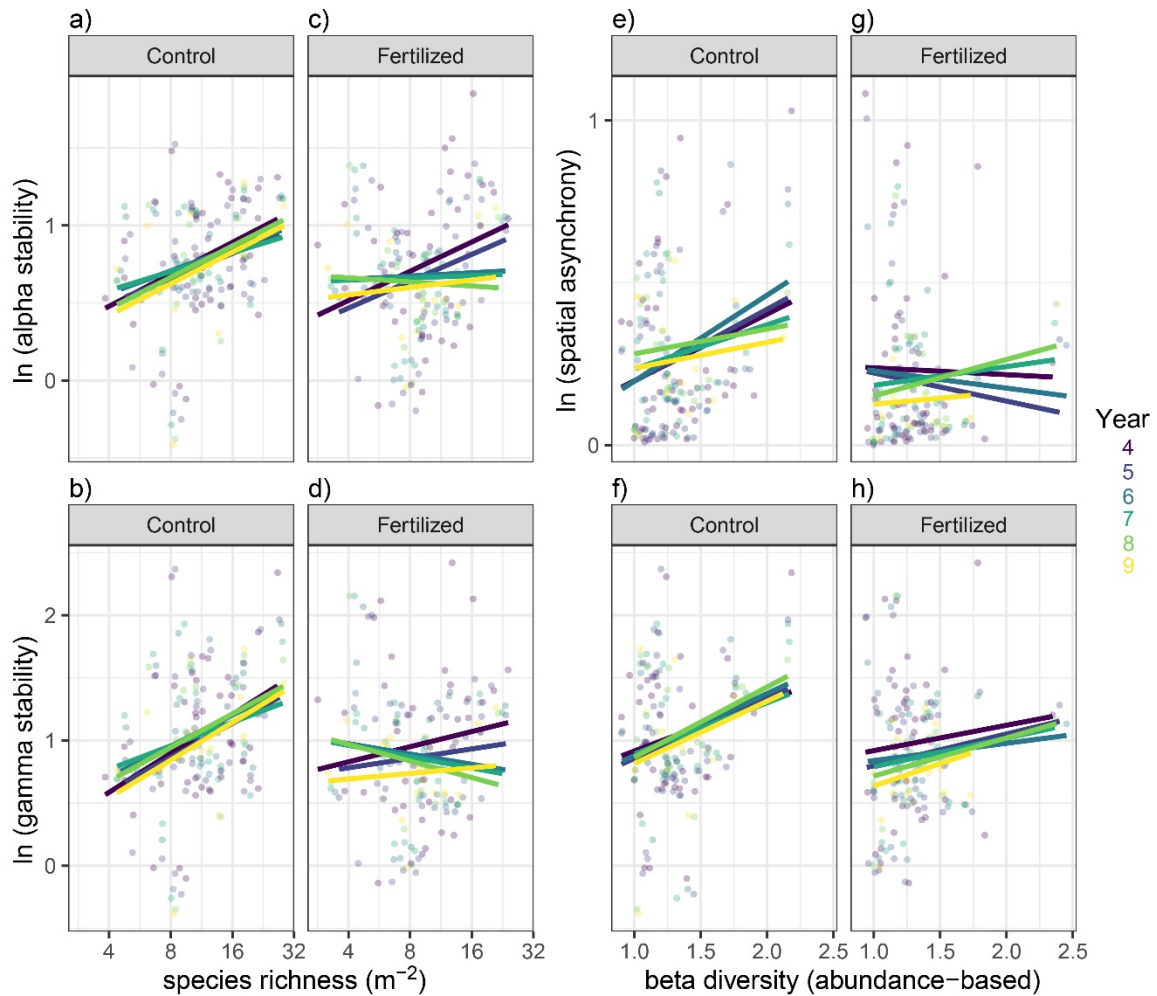 a)
c)
e)
g)
Control
Fertilized
Control
Fertilized
ln (alpha stability)
1
0
ln (spatial asynchrony)
1
0
Year
4
5
6
7
8
9
b)
d)
f)
h)
Control
Fertilized
Control
Fertilized
ln (gamma stability)
2
1
0
4 8 16 32
4 8 16 32
1.0 1.5 2.0 2.5
1.0 1.5 2.0 2.5
species richness (m⁻²)
beta diversity (abundance−based)